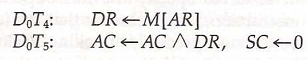 D₀T₄: DR ← M[AR]
D₀T₅: AC ← AC ∧ DR, SC ← 0